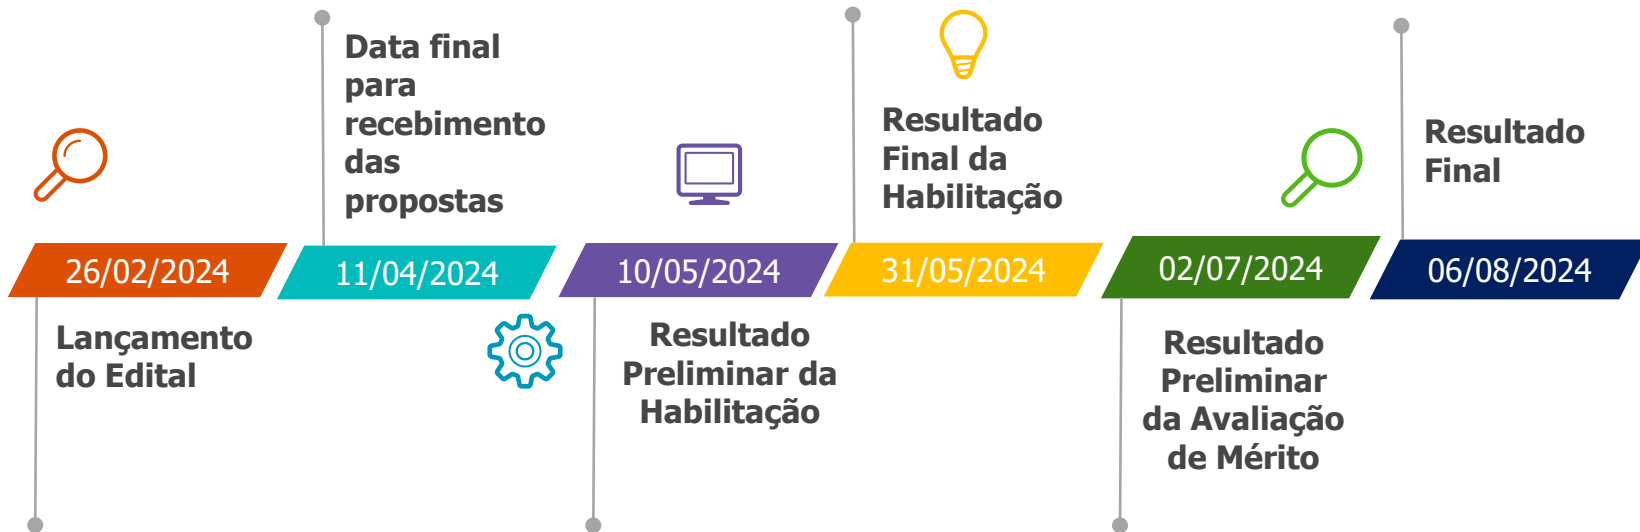 26/02/2024
Lançamento
do Edital
Data final
para
recebimento
das
propostas
11/04/2024
10/05/2024
Resultado
Preliminar da
Habilitação
Resultado
Final da
Habilitação
31/05/2024
02/07/2024
Resultado
Preliminar
da Avaliação
de Mérito
Resultado
Final
06/08/2024